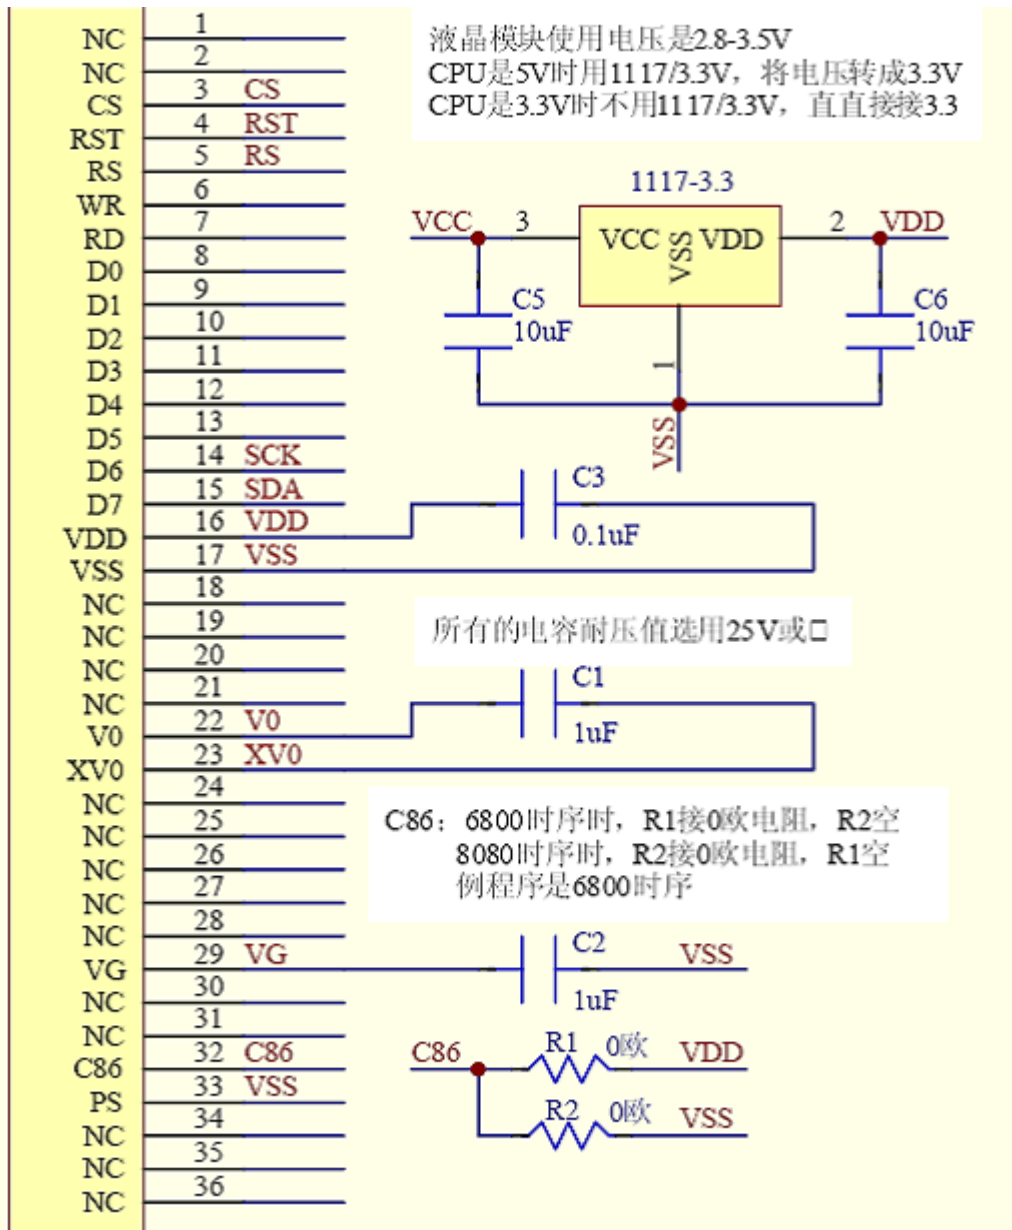 NC 1
NC 2
CS 3 CS
RST 4 RST
RS 5 RS
WR 6
RD 7
D0 8
D1 9
D2 10
D3 11
D4 12
D5 13
D6 14 SCK
D7 15 SDA
VDD 16 VDD
VSS 17 VSS
NC 18
NC 19
NC 20
NC 21
V0 22 V0
XV0 23 XV0
NC 24
NC 25
NC 26
NC 27
NC 28
VG 29 VG
NC 30
NC 31
C86 32 C86
PS 33 VSS
NC 34
NC 35
NC 36
液晶模块使用电压是2.8-3.5V
CPU是5V时用1117/3.3V，将电压转成3.3V
CPU是3.3V时不用1117/3.3V，直直接接3.3
1117-3.3
VCC 3 VCC VSS VDD 2 VDD
C5
10uF
C6
10uF
1
VSS
C3
0.1uF
所有的电容耐压值选用25V或□
C1
1uF
C86：6800时序时，R1接0欧电阻，R2空
8080时序时，R2接0欧电阻，R1空
例程序是6800时序
C2 VSS
1uF
C86 R1 0欧 VDD
R2 0欧 VSS